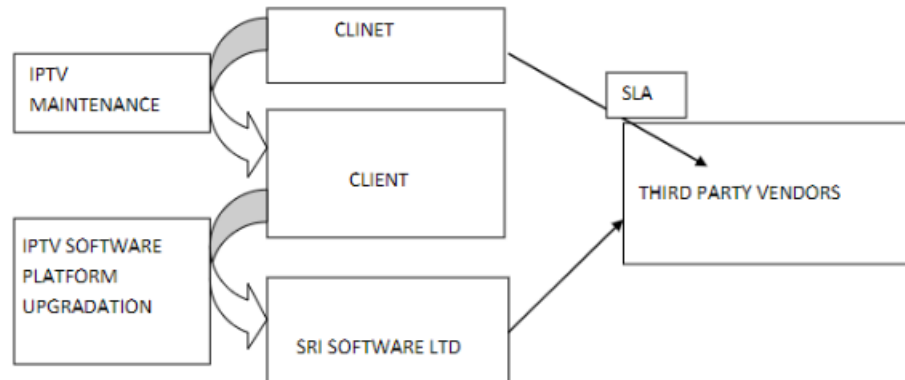 CLINET
IPTV
MAINTENANCE
SLA
CLIENT
THIRD PARTY VENDORS
IPTV SOFTWARE
PLATFORM
UPGRADATION
SRI SOFTWARE LTD